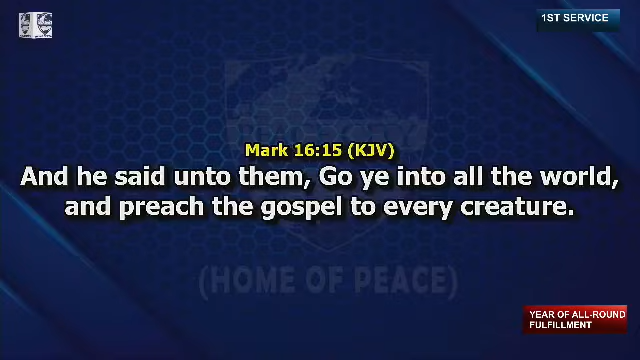 1ST SERVICE
Mark 16:15 (KJV)
And he said unto them, Go ye into all the world,
and preach the gospel to every creature.
(HOME OF PEACE)
YEAR OF ALL-ROUND
FULFILLMENT